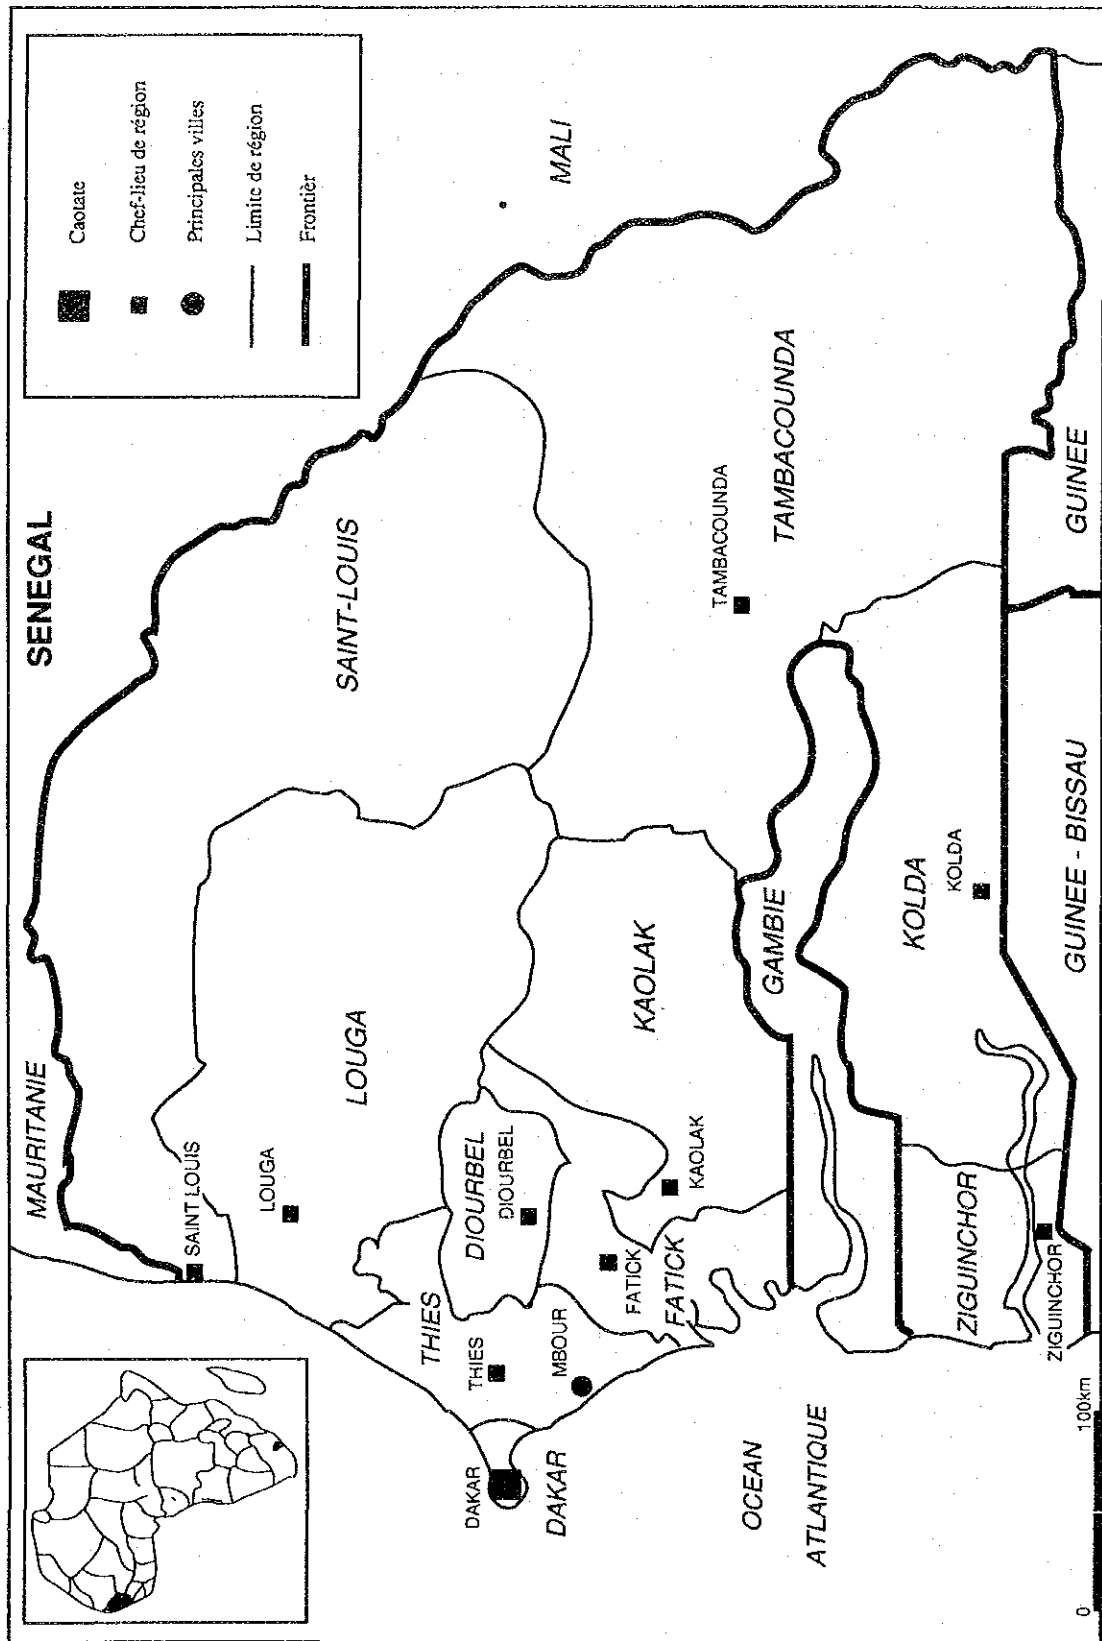 SENEGAL
Caotate
Chef-lieu de région
Principales villes
Limite de région
Frontièr
MAURITANIE
SAINT LOUIS
SAINT-LOUIS
MALI
LOUGA
LOUGA
THIES
THIES
DIOURBEL
DIOURBEL
MBOUR
DAKAR
DAKAR
FATICK
FATICK
KAOLAK
KAOLAK
TAMBACOUNDA
TAMBACOUNDA
OCEAN
ATLANTIQUE
GAMBIE
KOLDA
KOLDA
ZIGUINCHOR
ZIGUINCHOR
GUINEE - BISSAU
GUINEE
0 100km